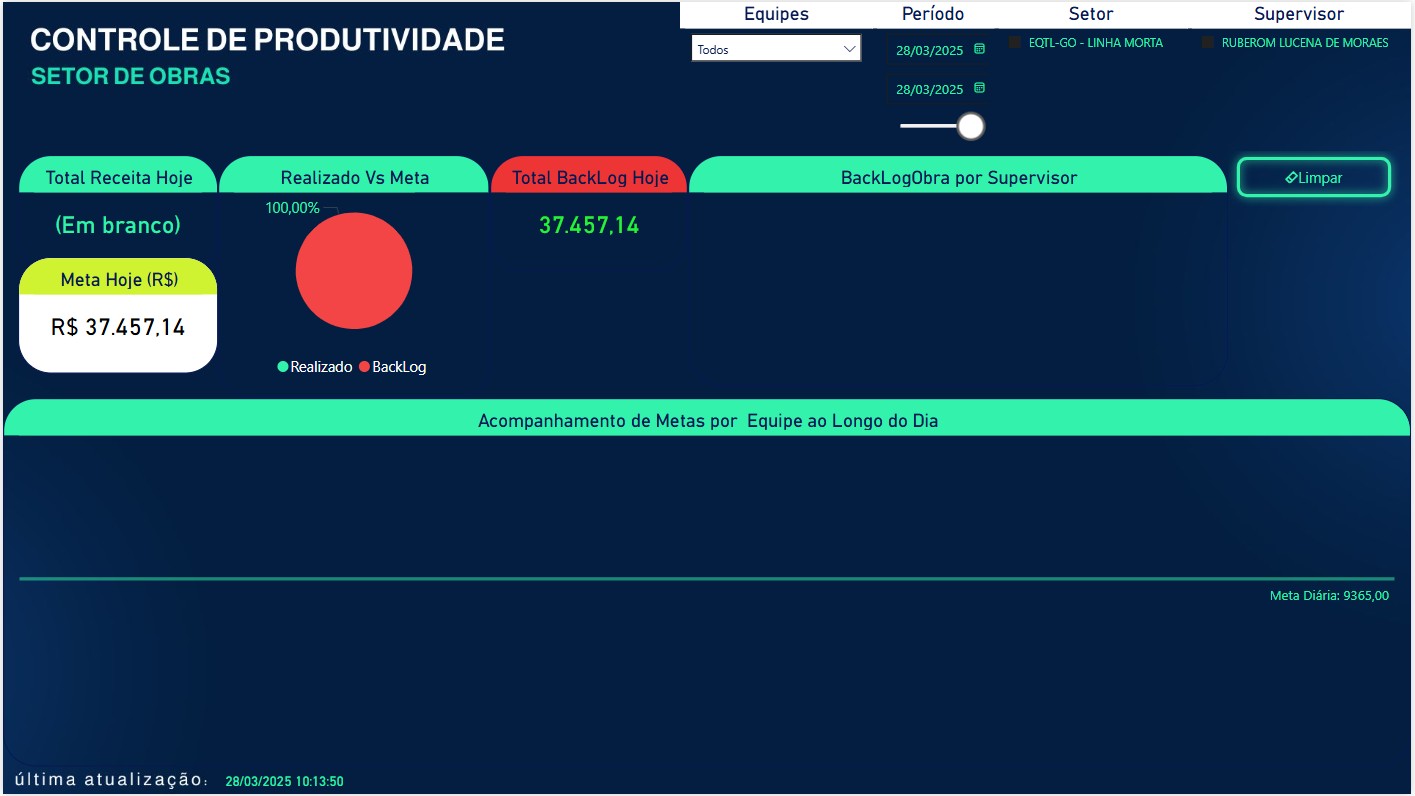 CONTROLE DE PRODUTIVIDADE
SETOR DE OBRAS
Equipes
Todos
Período
28/03/2025
28/03/2025
Setor
EQTL-GO - LINHA MORTA
Supervisor
RUBEROM LUCENA DE MORAES
Total Receita Hoje
(Em branco)
Meta Hoje (R$)
R$ 37.457,14
Realizado Vs Meta
100,00%
Realizado BackLog
Total BackLog Hoje
37.457,14
BackLogObra por Supervisor
Limpar
Acompanhamento de Metas por  Equipe ao Longo do Dia
Meta Diária: 9365,00
última atualização: 28/03/2025 10:13:50